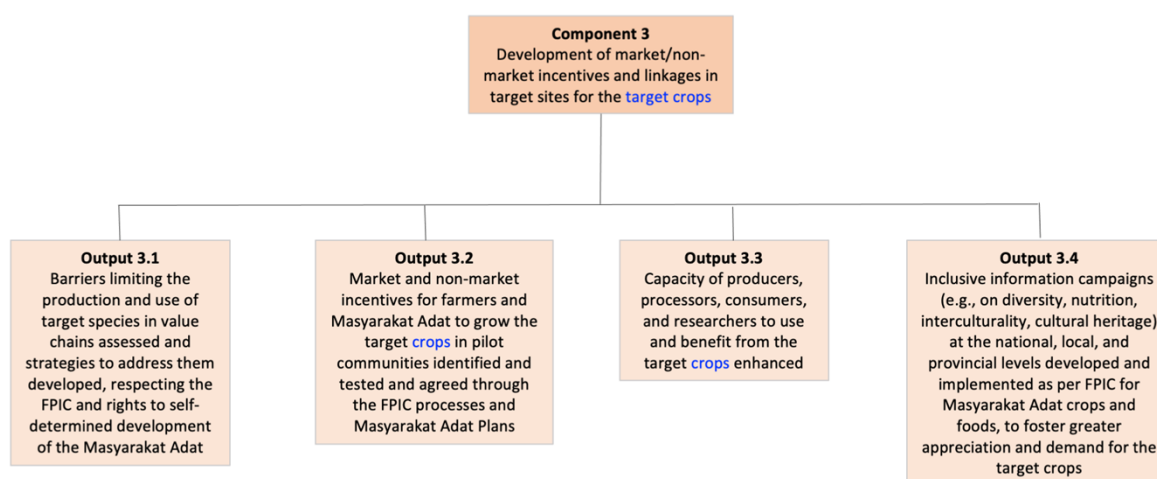 Component 3
Development of market/non-
market incentives and linkages in
target sites for the target crops
Output 3.1
Barriers limiting the
production and use of
target species in value
chains assessed and
strategies to address them
developed, respecting the
FPIC and rights to self-
determined development
of the Masyarakat Adat
Output 3.2
Market and non-market
incentives for farmers and
Masyarakat Adat to grow the
target crops in pilot
communities identified and
tested and agreed through
the FPIC processes and
Masyarakat Adat Plans
Output 3.3
Capacity of producers,
processors, consumers,
and researchers to use
and benefit from the
target crops enhanced
Output 3.4
Inclusive information campaigns
(e.g., on diversity, nutrition,
interculturality, cultural heritage)
at the national, local, and
provincial levels developed and
implemented as per FPIC for
Masyarakat Adat crops and
foods, to foster greater
appreciation and demand for the
target crops